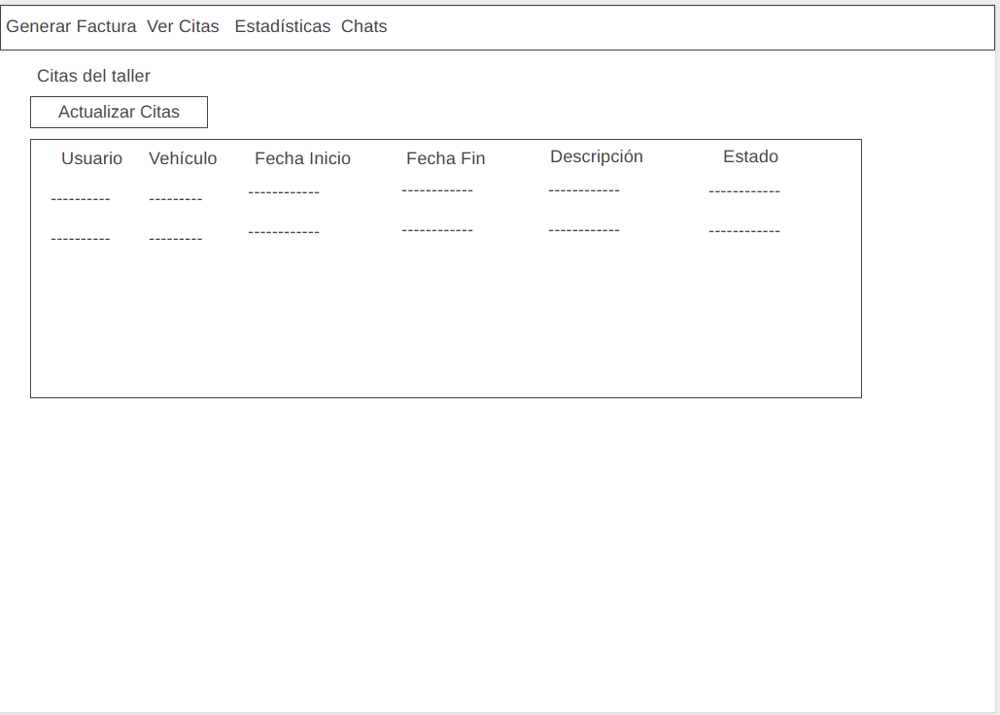 Generar Factura Ver Citas Estadísticas Chats
Citas del taller
Actualizar Citas
Usuario Vehículo Fecha Inicio Fecha Fin Descripción Estado
---------- --------- ------------ ------------ ------------ ------------
---------- --------- ------------ ------------ ------------ ------------